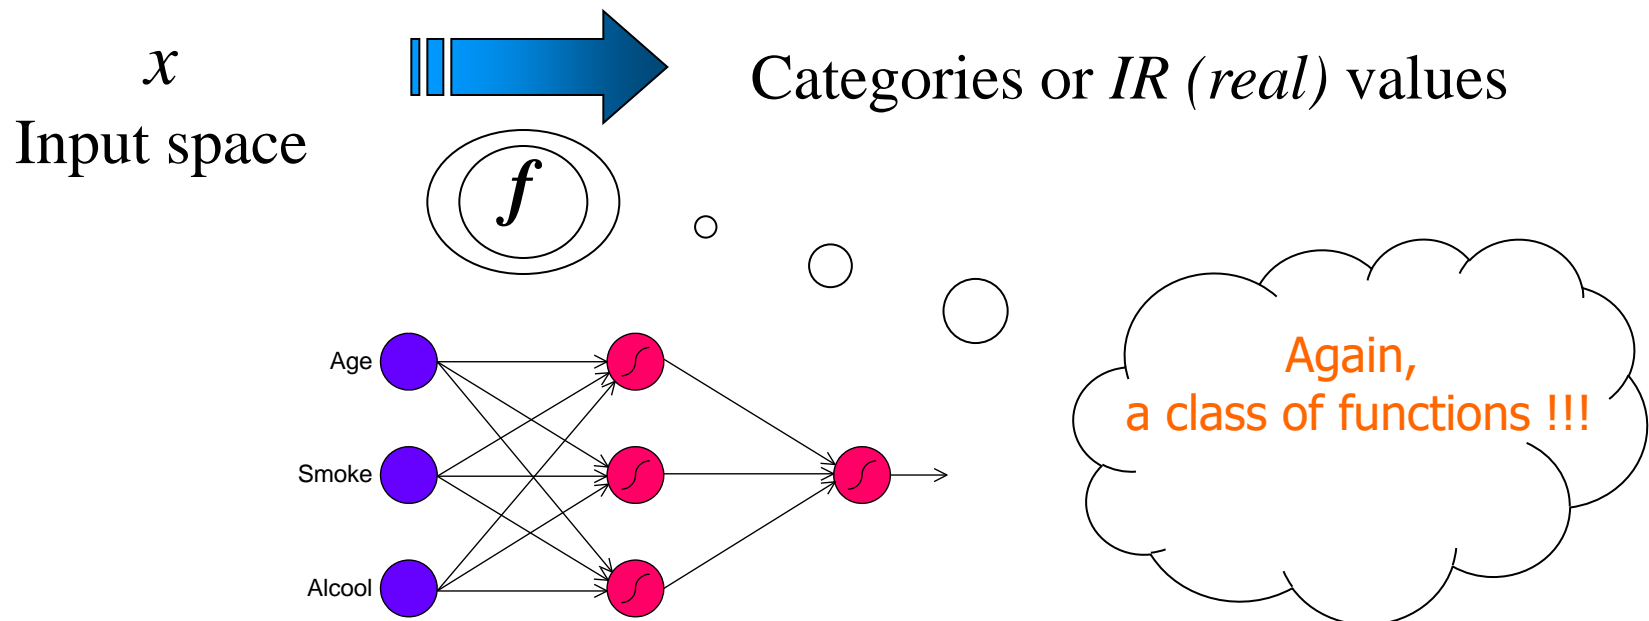 x
Input space
Categories or IR (real) values
f
Again,
a class of functions !!!
Age
Smoke
Alcool